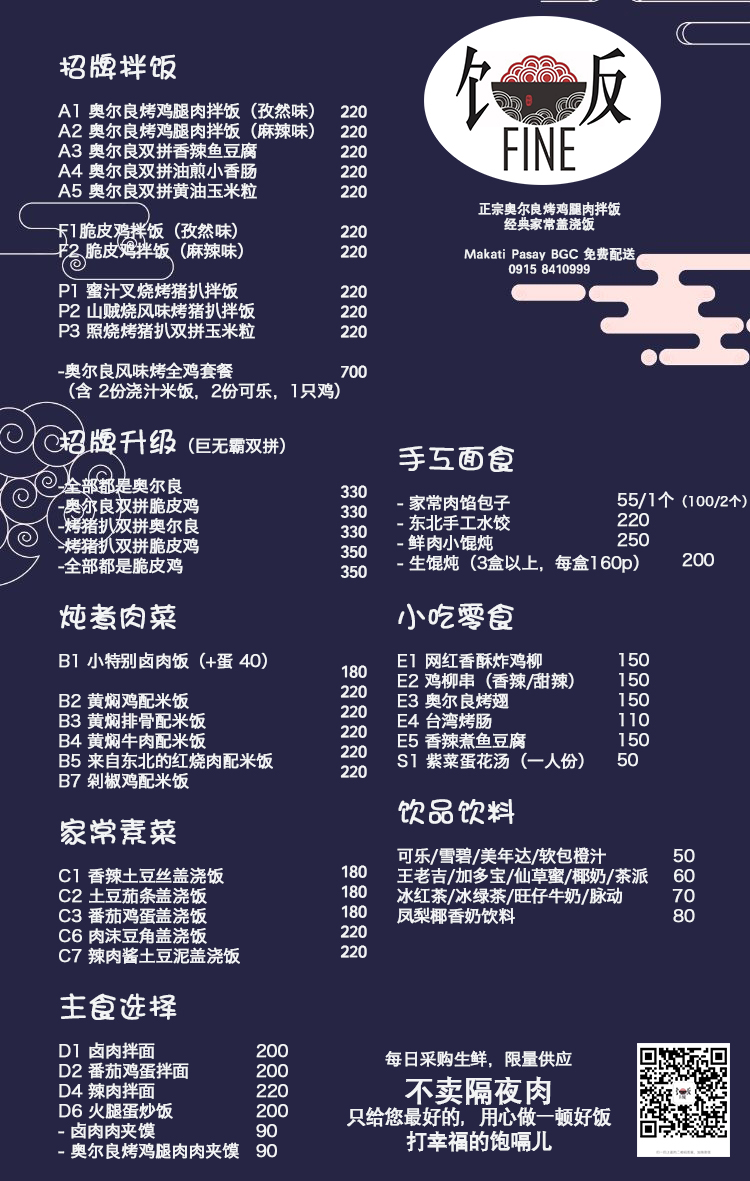 招牌拌饭
A1 奥尔良烤鸡腿肉拌饭（孜然味） 220
A2 奥尔良烤鸡腿肉拌饭（麻辣味） 220
A3 奥尔良双拼香辣鱼豆腐 220
A4 奥尔良双拼油煎小香肠 220
A5 奥尔良双拼黄油玉米粒 220
F1脆皮鸡拌饭（孜然味） 220
F2 脆皮鸡拌饭（麻辣味） 220
P1 蜜汁叉烧烤猪扒拌饭 220
P2 山贼烧风味烤猪扒拌饭 220
P3 照烧烤猪扒双拼玉米粒 220
-奥尔良风味烤全鸡套餐 700
（含 2份浇汁米饭，2份可乐，1只鸡）
饣反
FINE
正宗奥尔良烤鸡腿肉拌饭
经典家常盖浇饭
Makati Pasay BGC 免费配送
0915 8410999
招牌升级（巨无霸双拼）
-全部都是奥尔良 330
-奥尔良双拼脆皮鸡 330
-烤猪扒双拼奥尔良 330
-烤猪扒双拼脆皮鸡 350
-全部都是脆皮鸡 350
手工面食
- 家常肉馅包子 55/1个（100/2个）
- 东北手工水饺 220
- 鲜肉小馄炖 250
- 生馄炖（3盒以上，每盒160p） 200
炖煮肉菜
B1 小特别卤肉饭（+蛋 40） 180
B2 黄焖鸡配米饭 220
B3 黄焖排骨配米饭 220
B4 黄焖牛肉配米饭 220
B5 来自东北的红烧肉配米饭 220
B7 剁椒鸡配米饭 220
小吃零食
E1 网红香酥炸鸡柳 150
E2 鸡柳串（香辣/甜辣） 150
E3 奥尔良烤翅 150
E4 台湾烤肠 110
E5 香辣煮鱼豆腐 150
S1 紫菜蛋花汤（一人份） 50
家常素菜
C1 香辣土豆丝盖浇饭 180
C2 土豆茄条盖浇饭 180
C3 番茄鸡蛋盖浇饭 180
C6 肉沫豆角盖浇饭 220
C7 辣肉酱土豆泥盖浇饭 220
饮品饮料
可乐/雪碧/美年达/软包橙汁 50
王老吉/加多宝/仙草蜜/椰奶/茶派 60
冰红茶/冰绿茶/旺仔牛奶/脉动 70
凤梨椰香奶饮料 80
主食选择
D1 卤肉拌面 200
D2 番茄鸡蛋拌面 200
D4 辣肉拌面 220
D6 火腿蛋炒饭 200
- 卤肉肉夹馍 90
- 奥尔良烤鸡腿肉肉夹馍 90
每日采购生鲜，限量供应
不卖隔夜肉
只给您最好的，用心做一顿好饭
打幸福的饱嗝儿